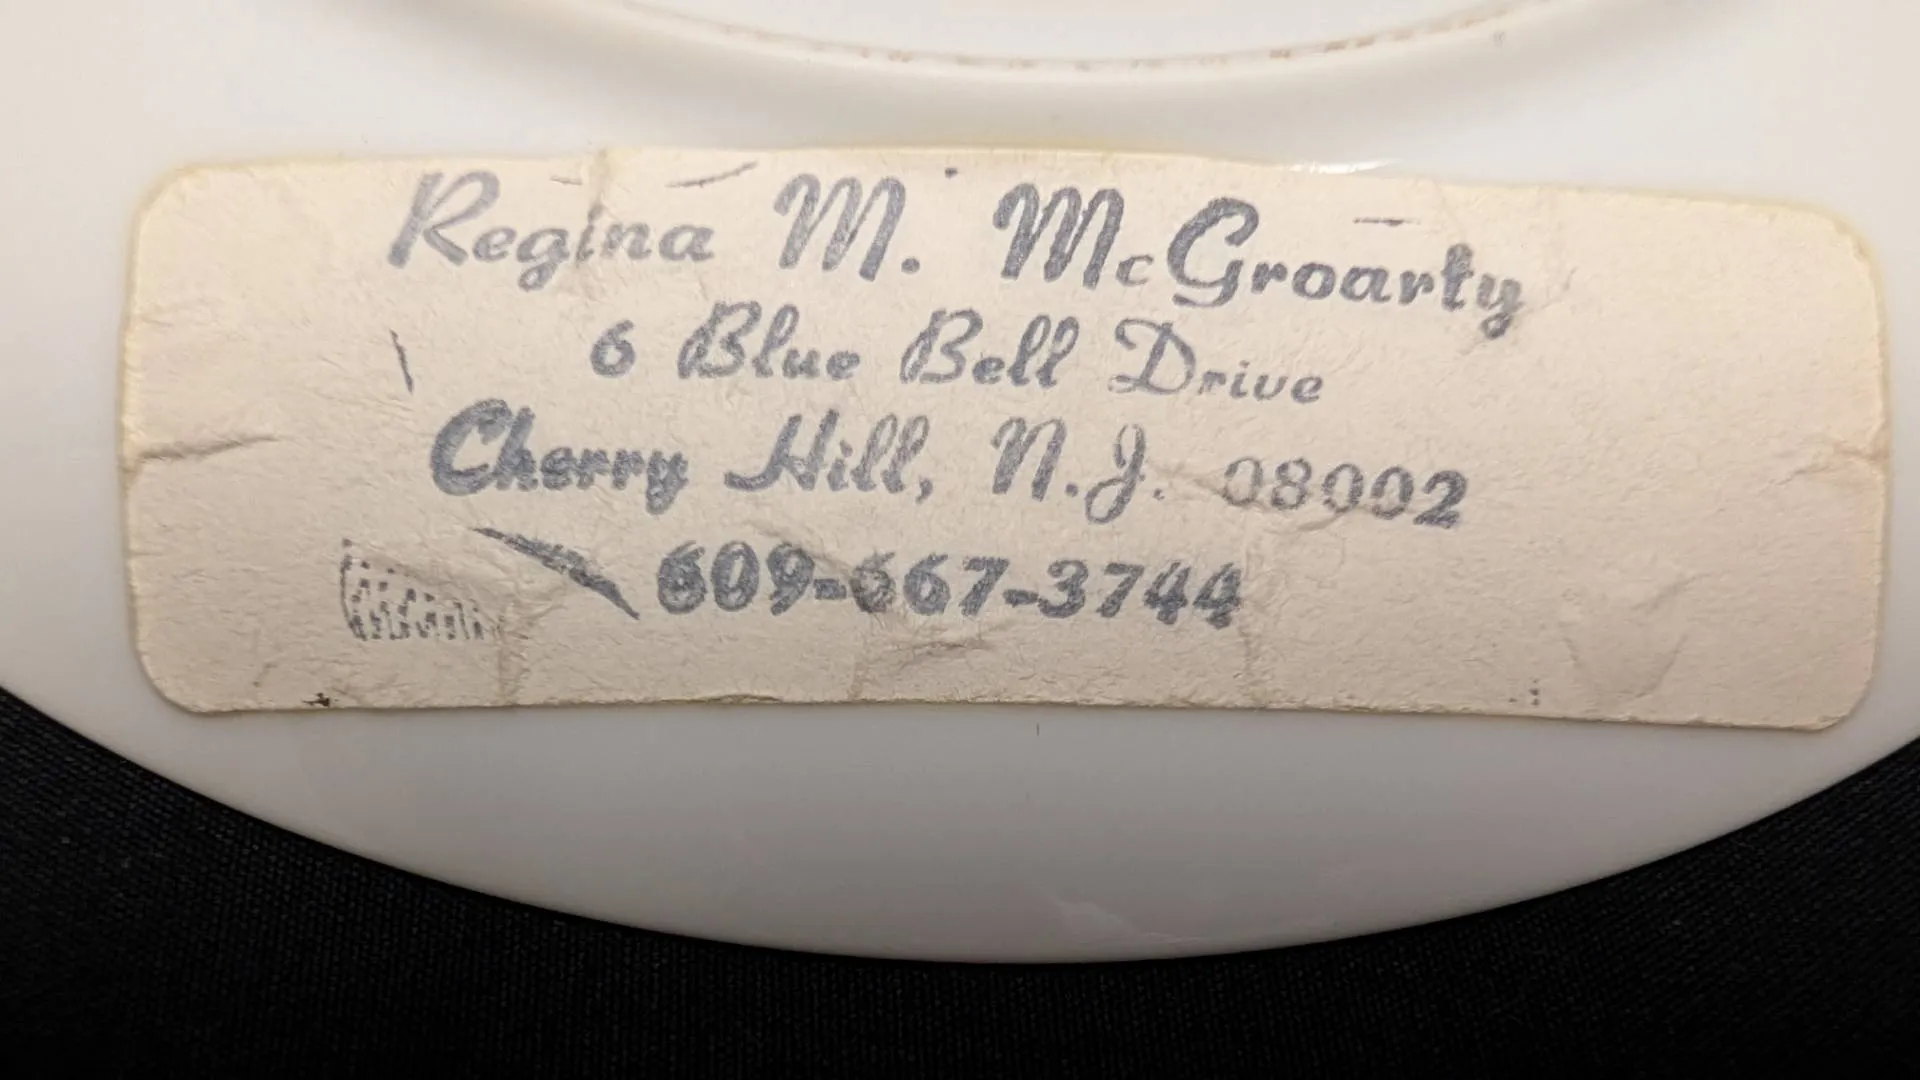 Regina M. McGroarty
6 Blue Bell Drive
Cherry Hill, N.J. 08002
609-667-3744